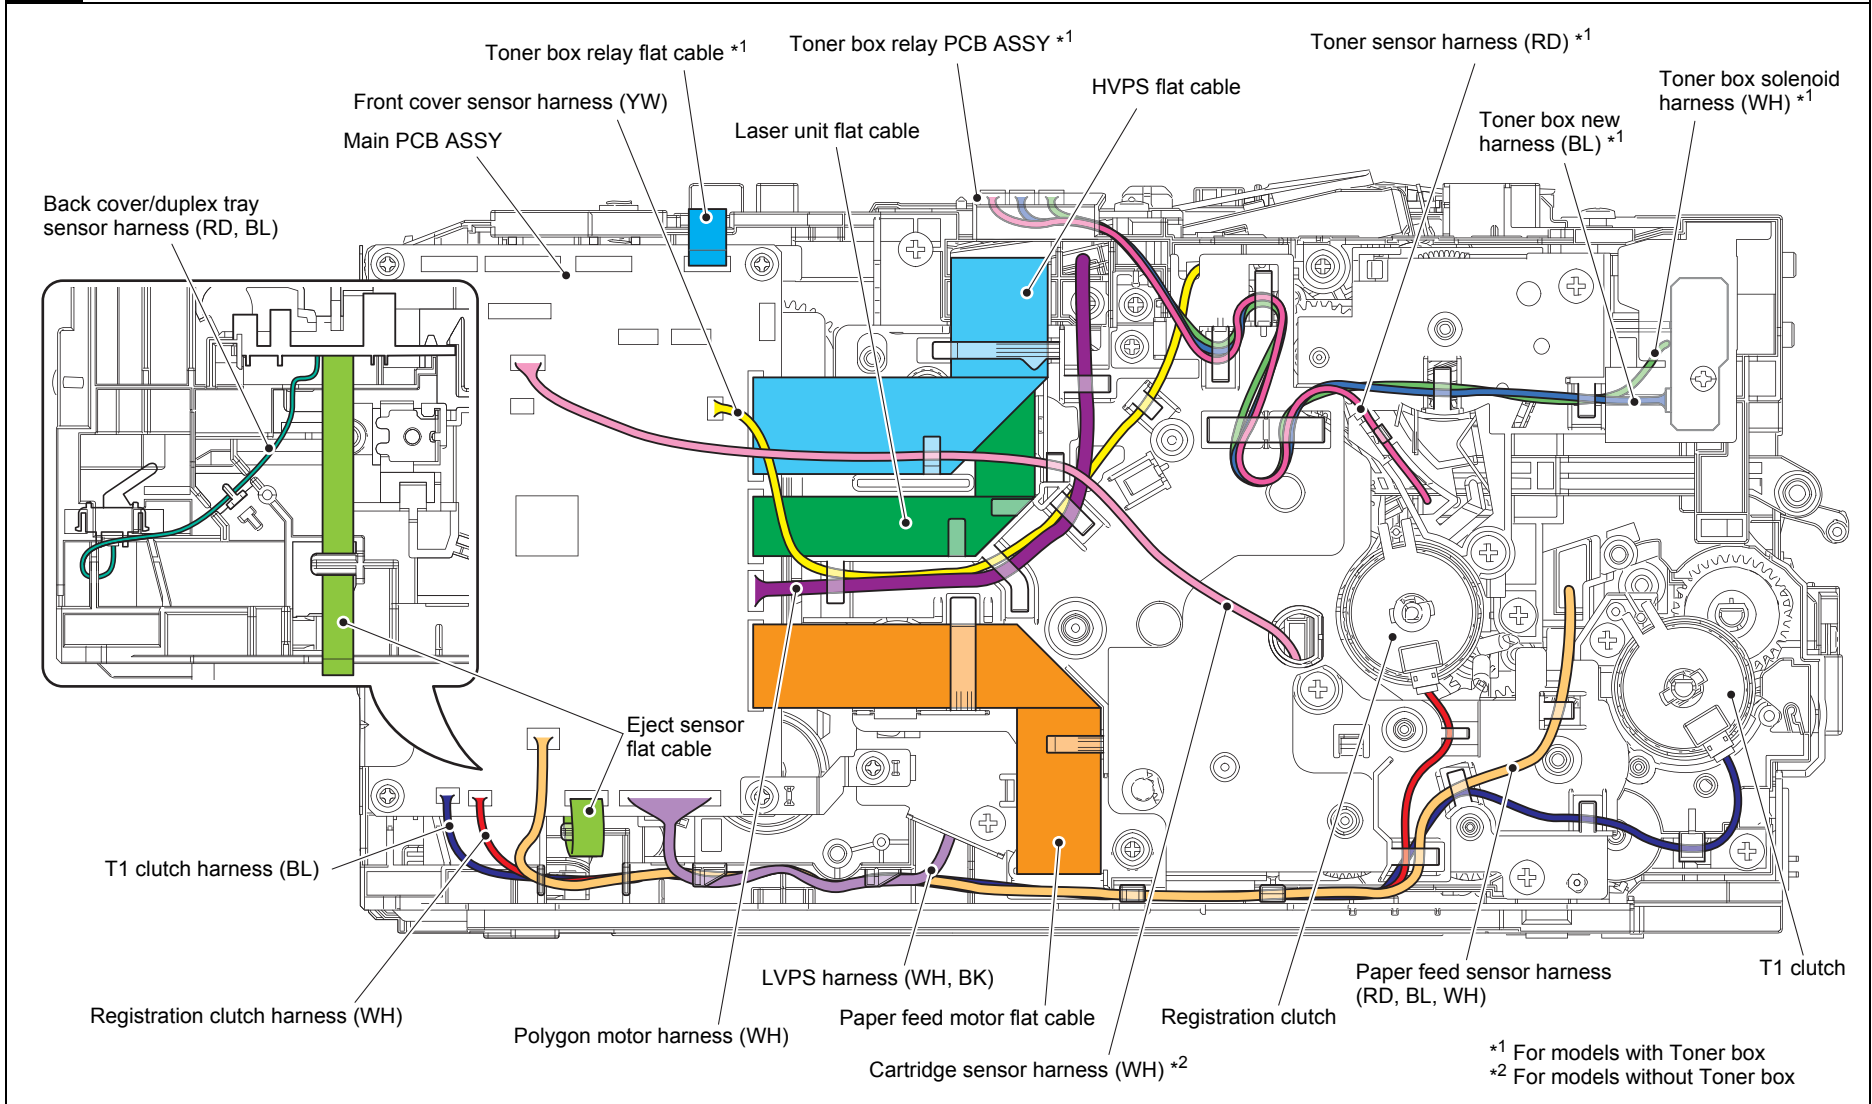 Toner box relay flat cable *1
Toner box relay PCB ASSY *1
Toner sensor harness (RD) *1
HVPS flat cable
Toner box solenoid
harness (WH) *1
Front cover sensor harness (YW)
Laser unit flat cable
Toner box new
harness (BL) *1
Main PCB ASSY
Back cover/duplex tray
sensor harness (RD, BL)
Eject sensor
flat cable
T1 clutch harness (BL)
Registration clutch harness (WH)
Polygon motor harness (WH)
LVPS harness (WH, BK)
Paper feed motor flat cable
Cartridge sensor harness (WH) *2
Registration clutch
Paper feed sensor harness
(RD, BL, WH)
T1 clutch
*1 For models with Toner box
*2 For models without Toner box